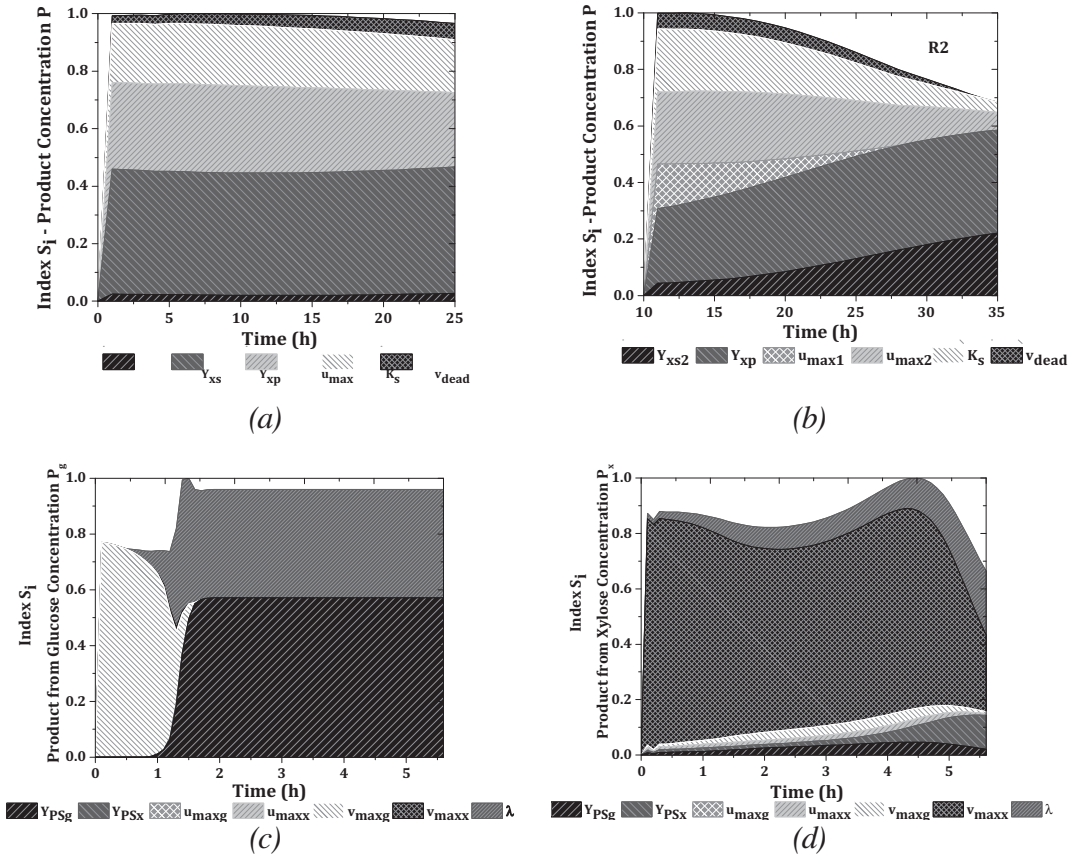 Index Si - Product Concentration P
1.0
0.8
0.6
0.4
0.2
0.0
0 5 10 15 20 25
Time (h)
Yxs Yxp umax Ks vdead
(a)
Index Si -Product Concentration P
1.0
0.8
0.6
0.4
0.2
0.0
R2
10 15 20 25 30 35
Time (h)
Yxs2 Yxp umax1 umax2 Ks vdead
(b)
Index Si
Product from Glucose Concentration Pg
1.0
0.8
0.6
0.4
0.2
0.0
0 1 2 3 4 5
Time (h)
YPSg YPSx umaxg umaxx vmaxg vmaxx λ
(c)
Index Si
Product from Xylose Concentration Px
1.0
0.8
0.6
0.4
0.2
0.0
0 1 2 3 4 5
Time (h)
YPSg YPSx umaxg umaxx vmaxg vmaxx λ
(d)